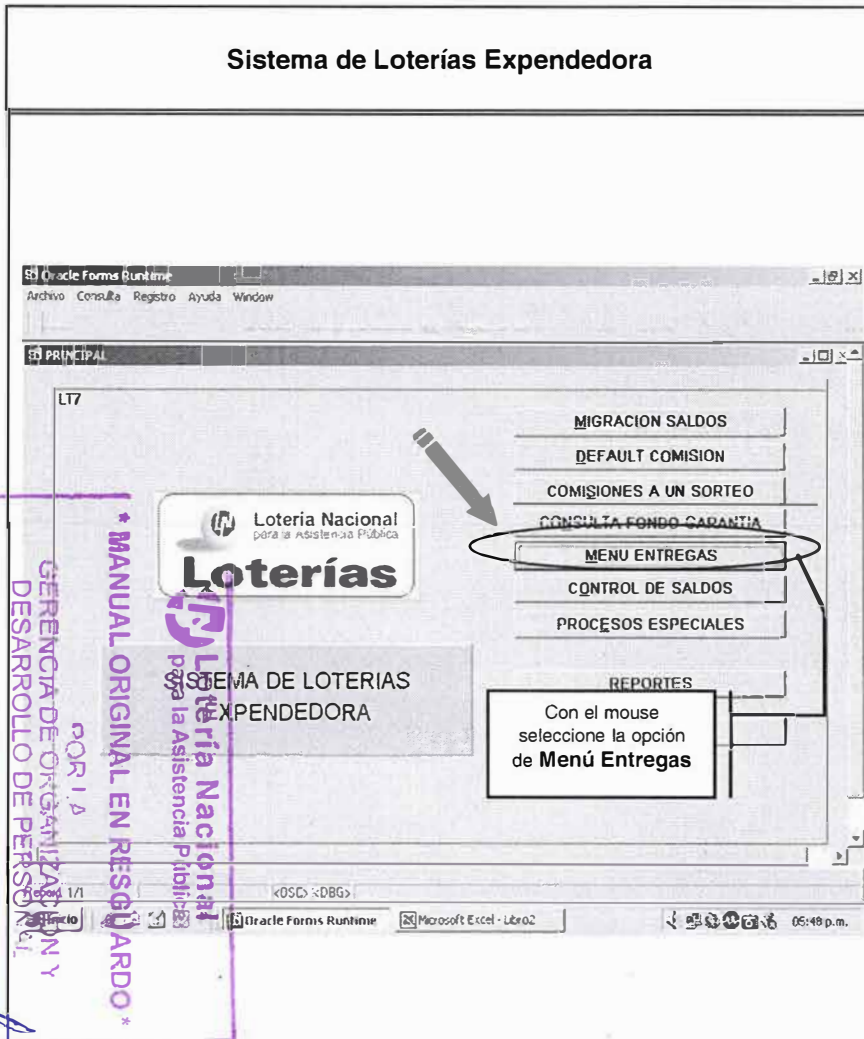 Sistema de Loterías Expendedora
Oracle Forms Runtime
Archivo Consulta Registro Ayuda Window
PRINCIPAL
LT7
MIGRACION SALDOS
DEFAULT COMISION
COMISIONES A UN SORTEO
CONSULTA FONDO GARANTIA
MENU ENTREGAS
CONTROL DE SALDOS
PROCESOS ESPECIALES
REPORTES
Lotería Nacional
para la Asistencia Pública
Loterías
SISTEMA DE LOTERIAS
EXPENDEDORA
Con el mouse
seleccione la opción
de Menú Entregas
Record 1/1
<OSC> <DBG>
Inicio
Oracle Forms Runtime
Microsoft Excel - Libro2
05:48 p.m.
Lotería Nacional
para la Asistencia Pública
* MANUAL ORIGINAL EN RESGUARDO *
POR LA
GERENCIA DE ORGANIZACIÓN Y
DESARROLLO DE PERSONAL